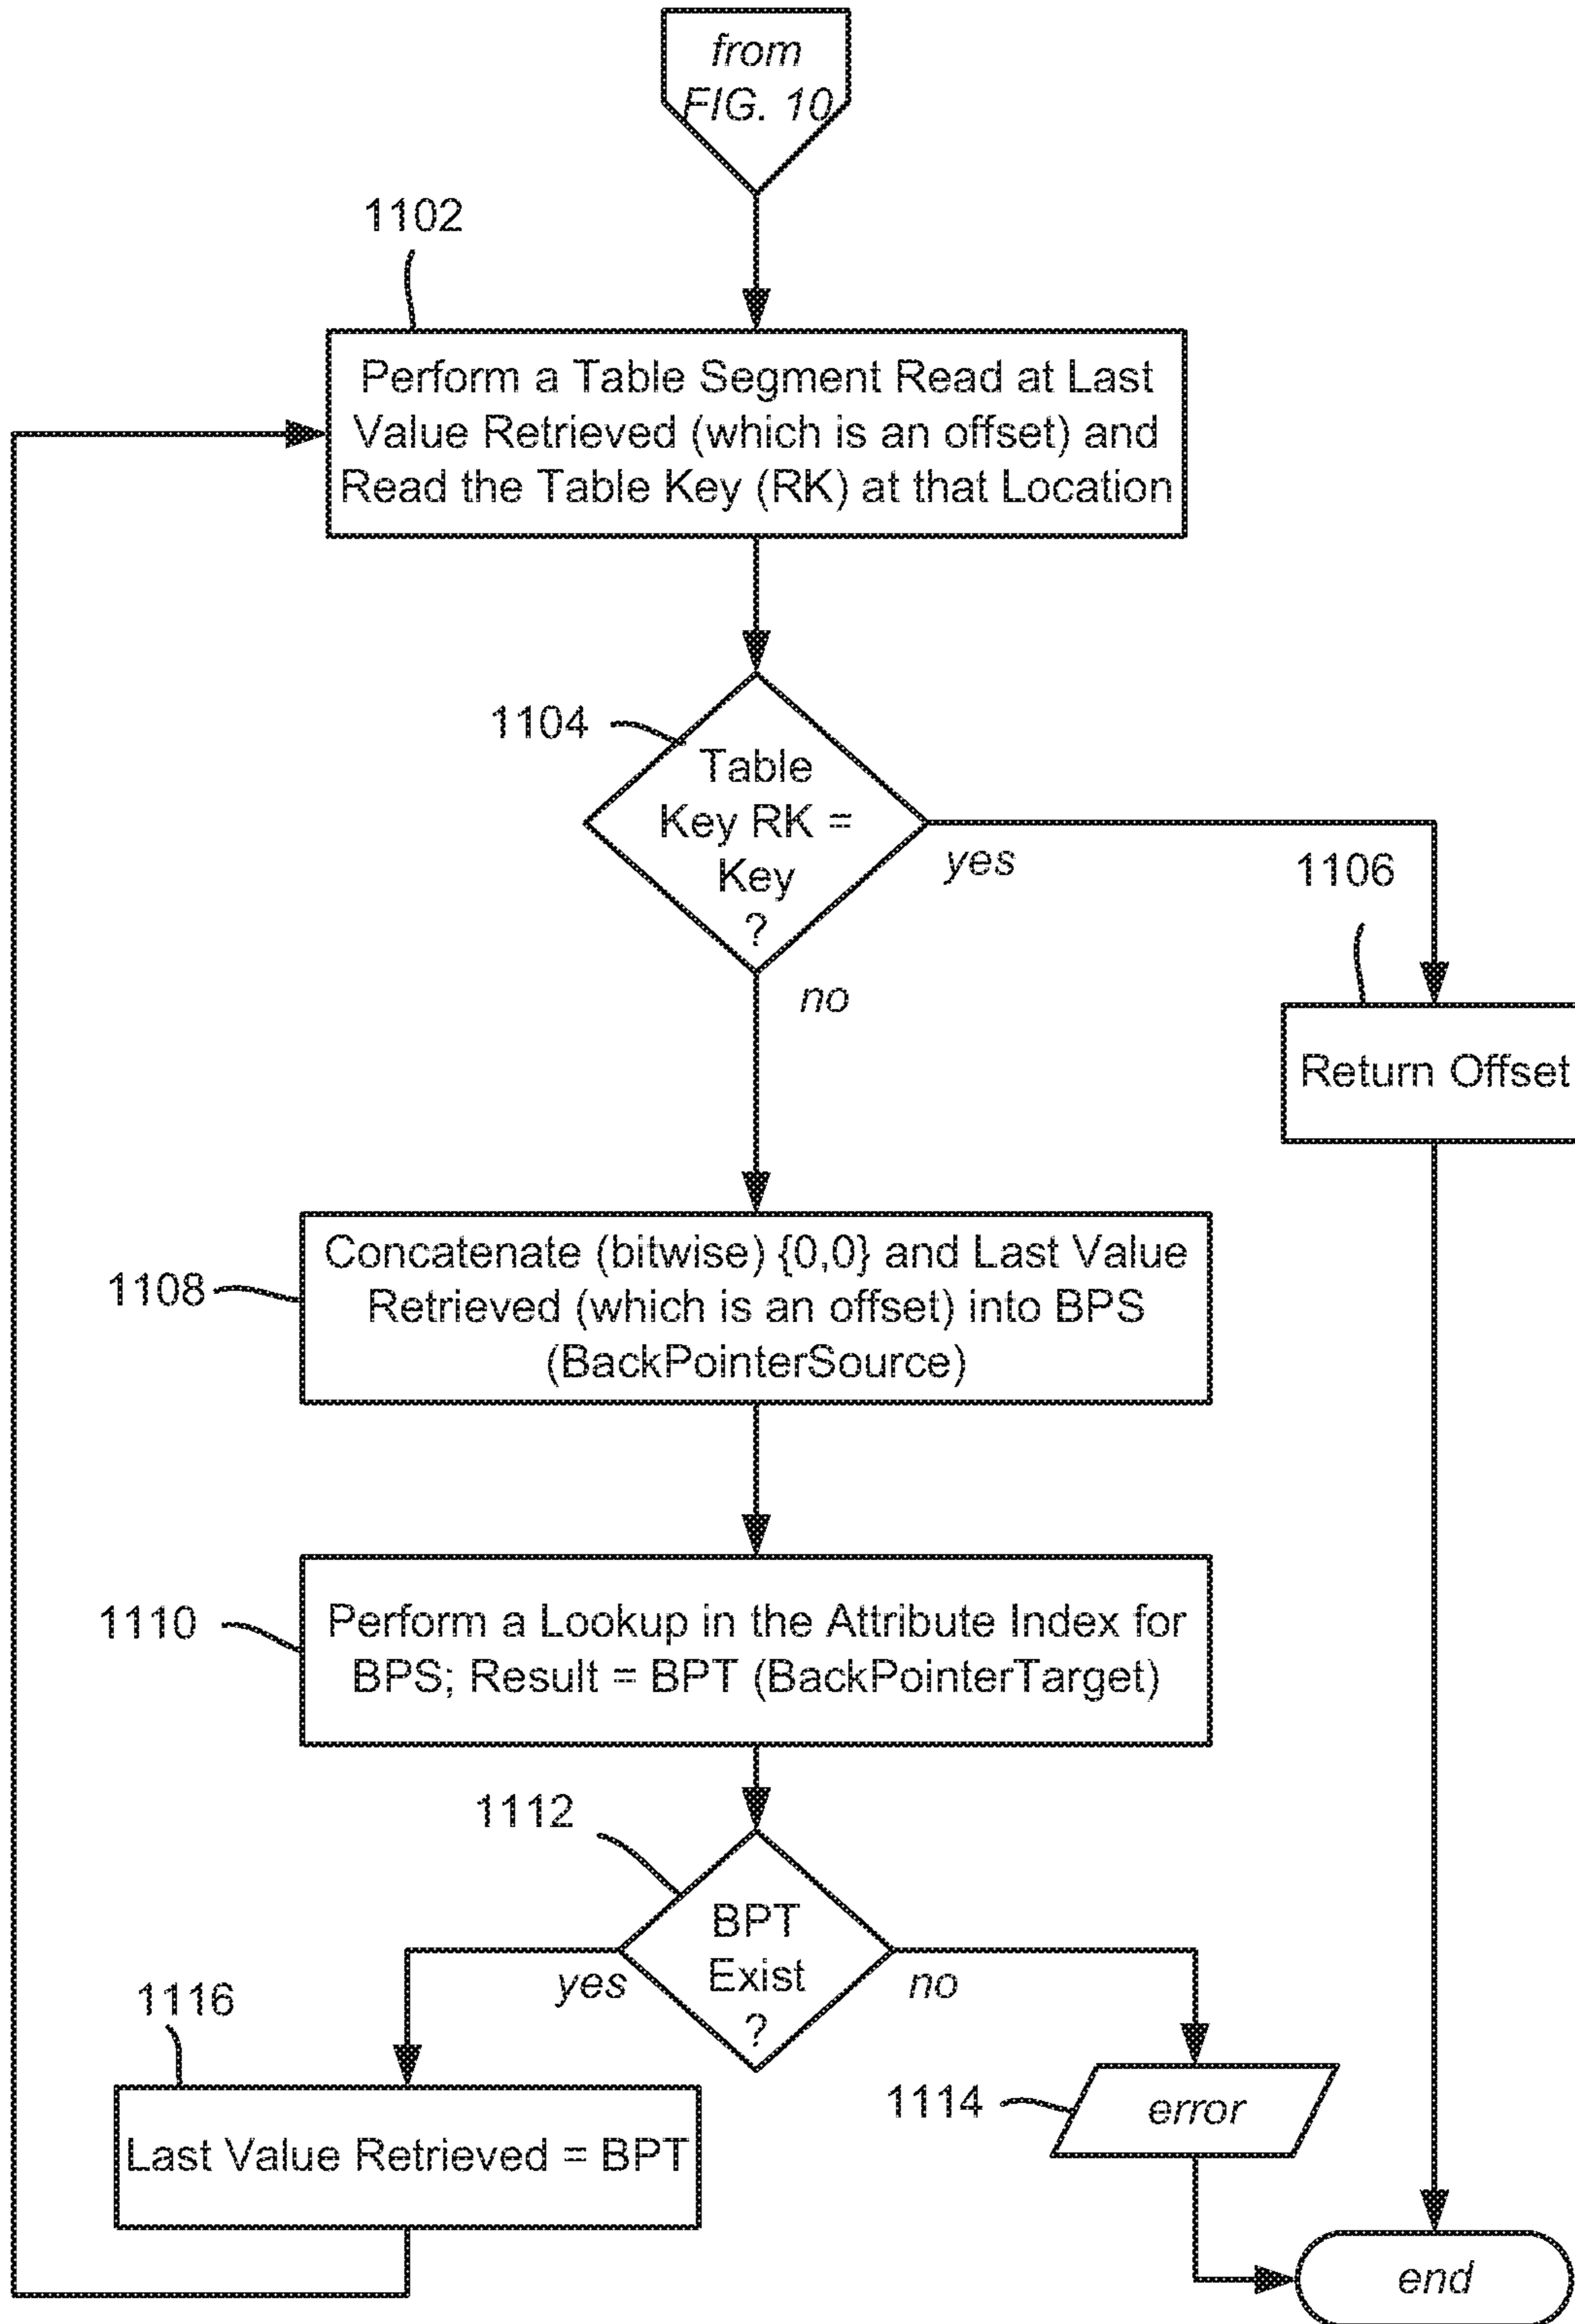 from
FIG. 10
1102
Perform a Table Segment Read at Last
Value Retrieved (which is an offset) and
Read the Table Key (RK) at that Location
1104
Table
Key RK =
Key
?
yes
1106
no
Return Offset
1108
Concatenate (bitwise) {0,0} and Last Value
Retrieved (which is an offset) into BPS
(BackPointerSource)
1110
Perform a Lookup in the Attribute Index for
BPS; Result = BPT (BackPointerTarget)
1112
BPT
Exist
?
yes
no
1116
Last Value Retrieved = BPT
1114
error
end